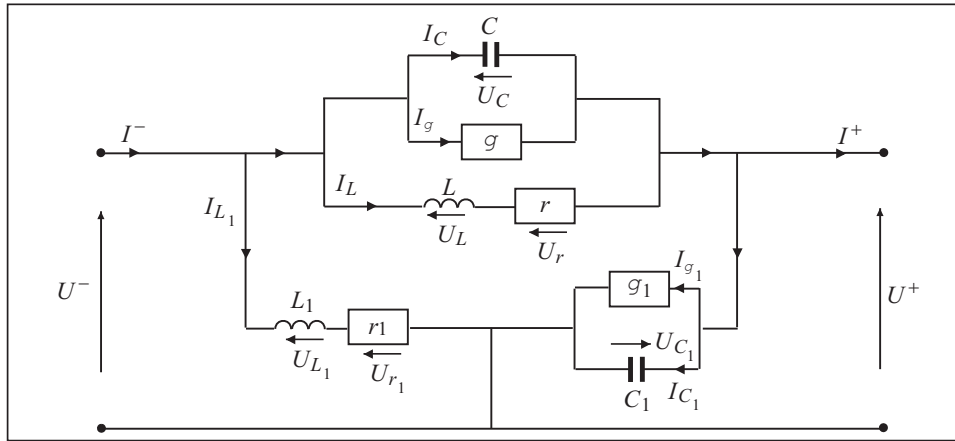 I_C C
U_C
I_g g
I^- I^+
I_L L r
U_L U_r
I_{L_1}
I_{g_1}
g_1
U^- U^+
L_1 r1
U_{L_1} U_{r_1}
U_{C_1}
C_1 I_{C_1}